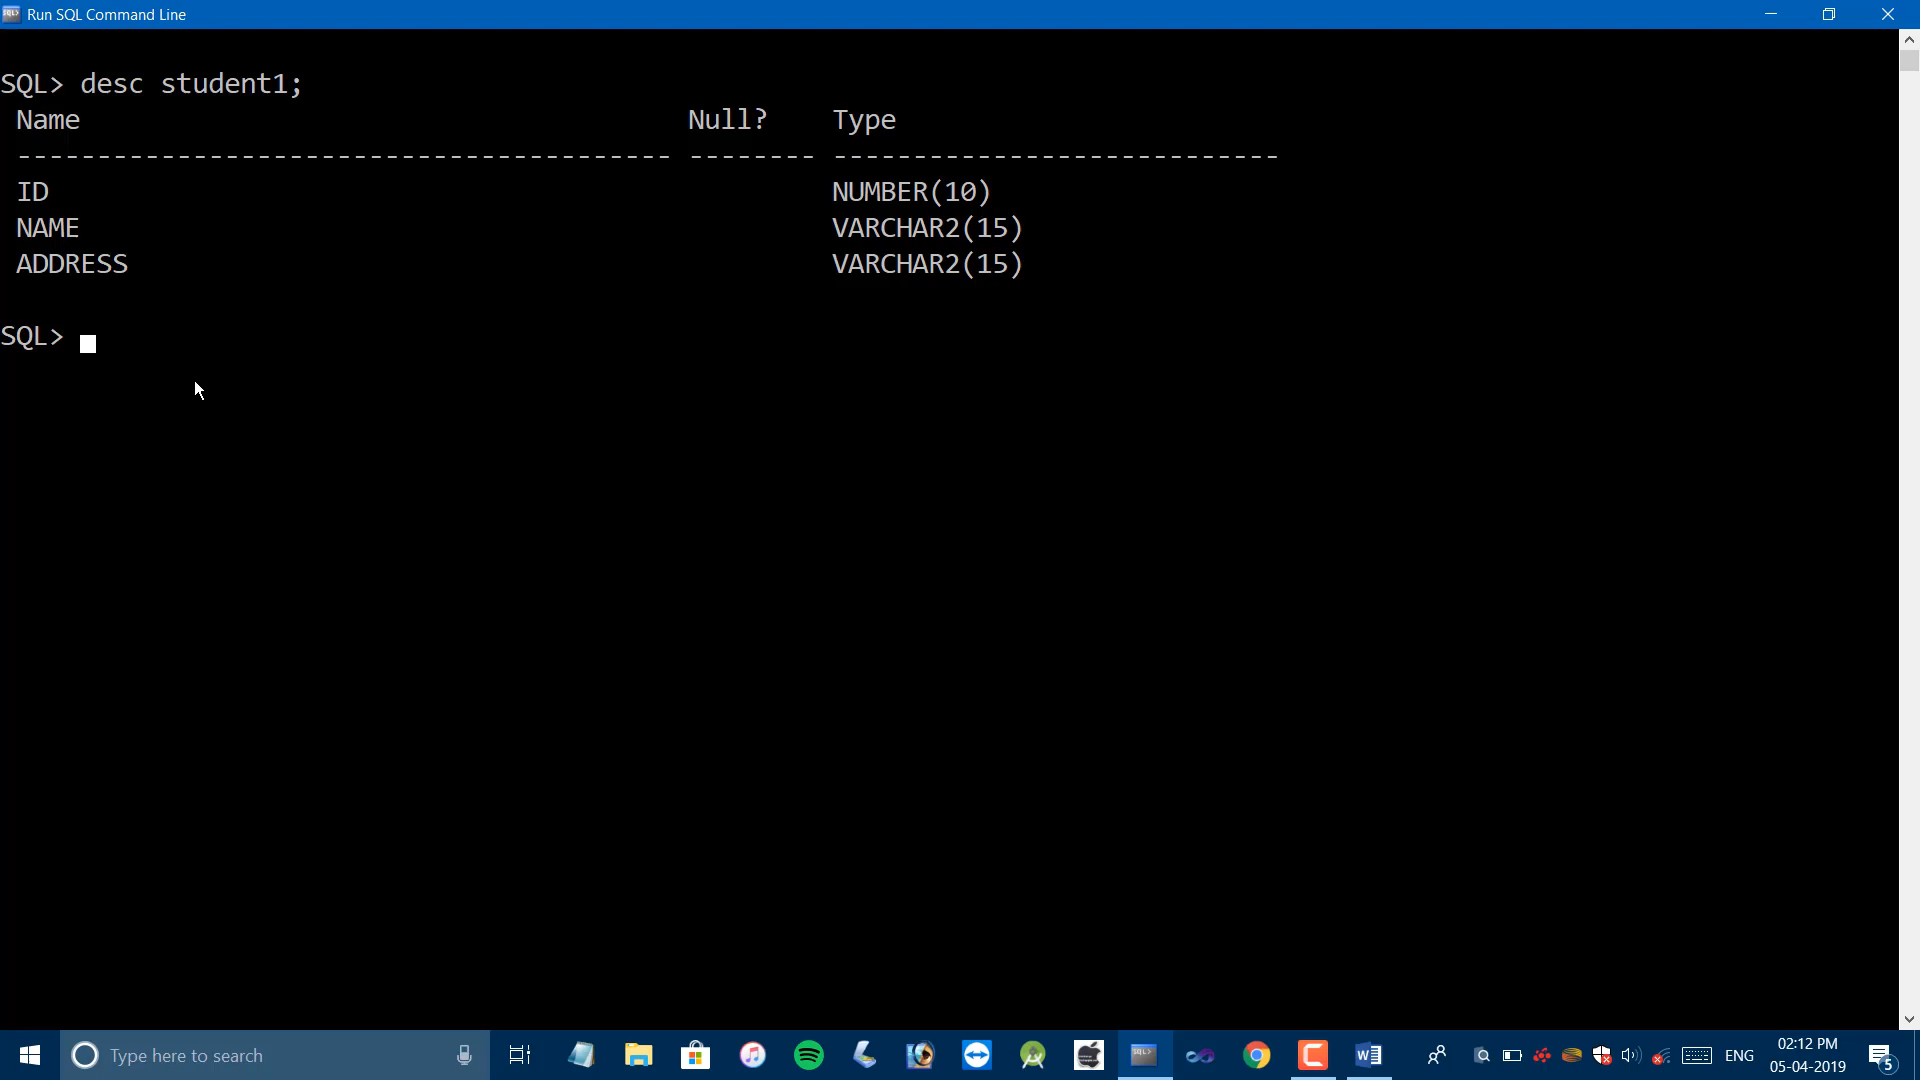 Run SQL Command Line
SQL> desc student1;
Name Null? Type
----------------------------------------- -------- ----------------------------
ID NUMBER(10)
NAME VARCHAR2(15)
ADDRESS VARCHAR2(15)
SQL>
Type here to search
ENG
02:12 PM
05-04-2019
5